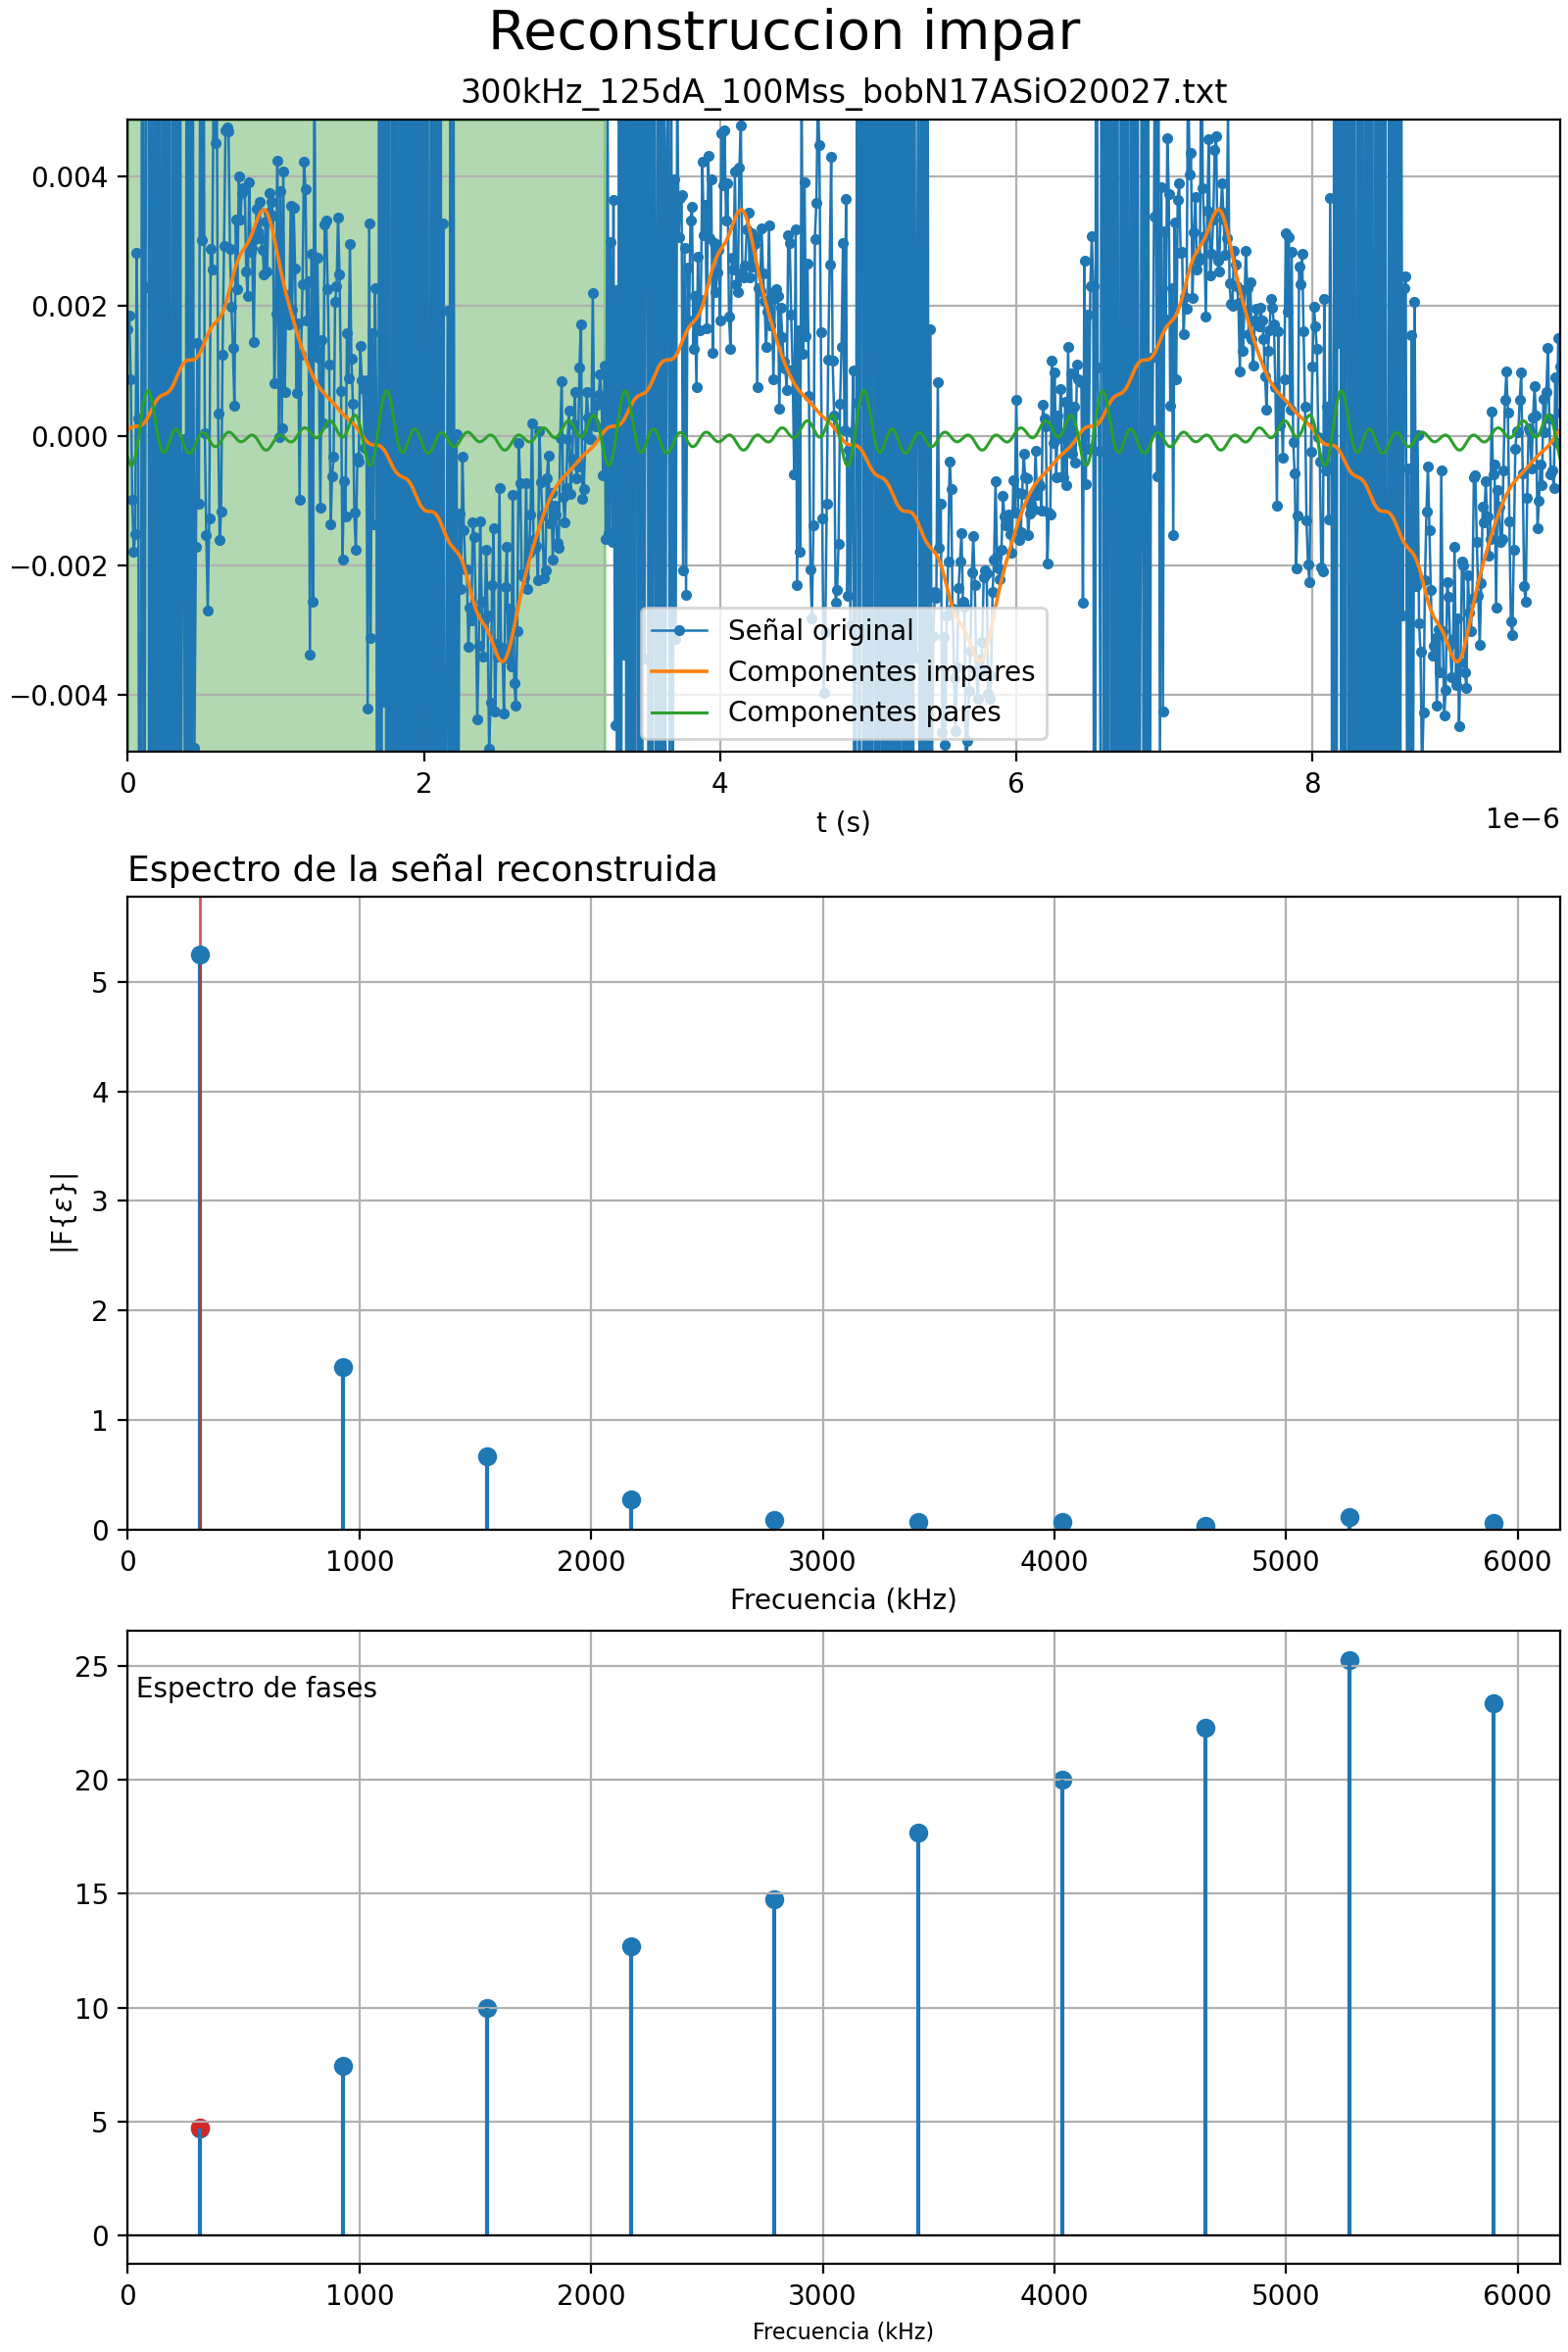 Reconstruccion impar
300kHz_125dA_100Mss_bobN17ASiO20027.txt
0.004
0.002
0.000
−0.002
−0.004
Señal original
Componentes impares
Componentes pares
0 2 4 6 8
1e−6
t (s)
Espectro de la señal reconstruida
5
4
3
2
1
0
|F{ε}|
0 1000 2000 3000 4000 5000 6000
Frecuencia (kHz)
25
20
15
10
5
0
Espectro de fases
0 1000 2000 3000 4000 5000 6000
Frecuencia (kHz)